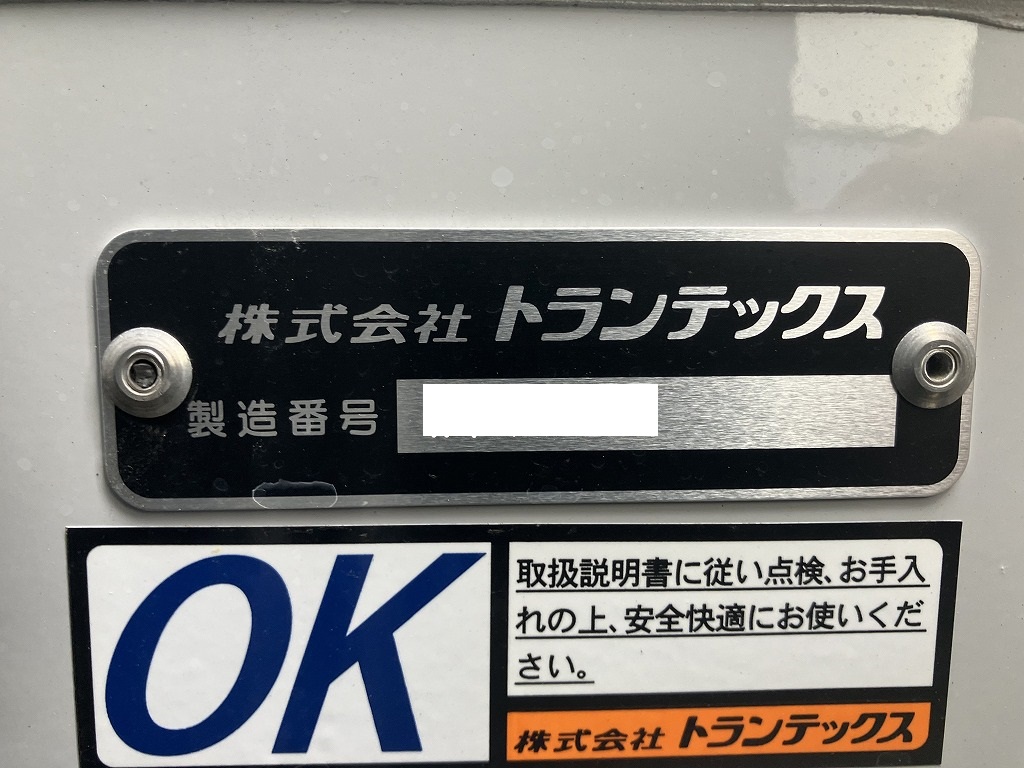 株式会社 トランテックス
製造番号
OK
取扱説明書に従い点検、お手入
れの上、安全快適にお使いくだ
さい。
株式会社 トランテックス